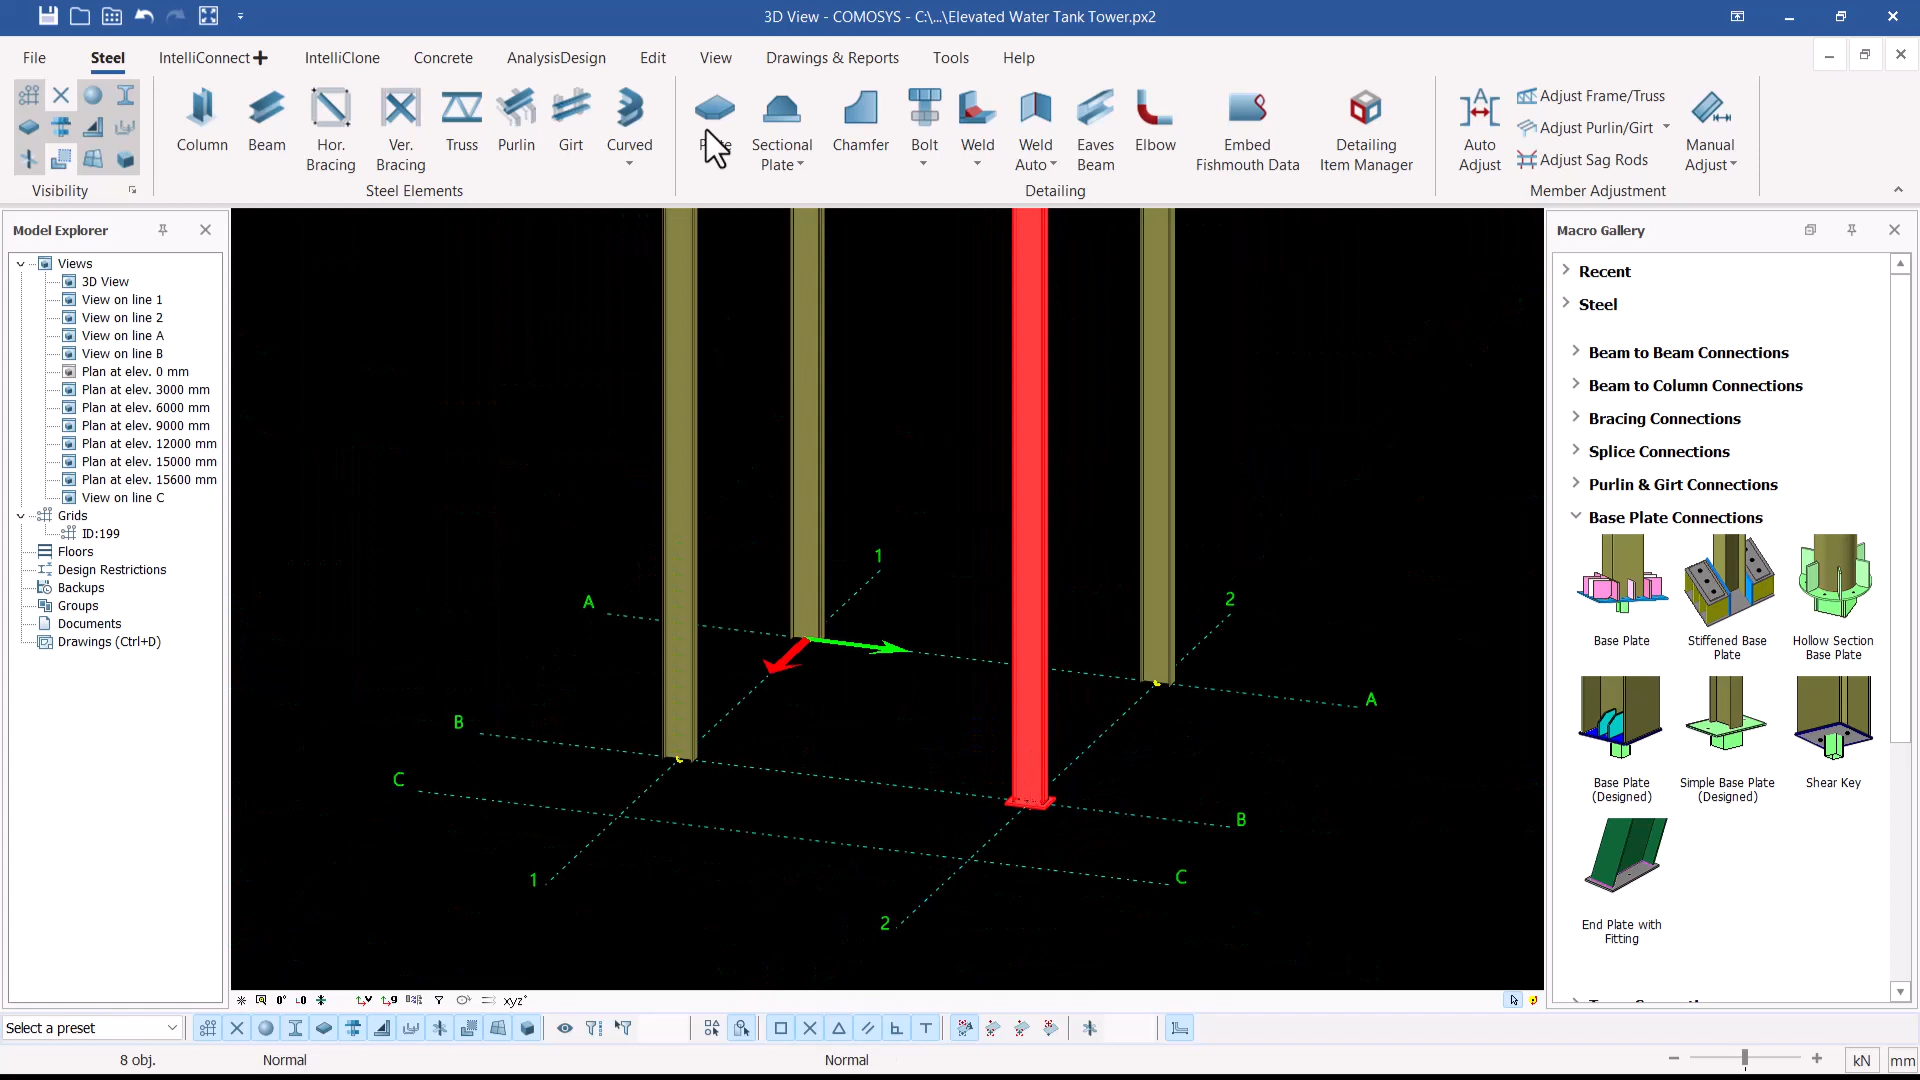 3D View - COMOSYS - C:\...\Elevated Water Tank Tower.px2
File
Steel
IntelliConnect
IntelliClone
Concrete
AnalysisDesign
Edit
View
Drawings & Reports
Tools
Help
Column
Beam
Hor.
Bracing
Ver.
Bracing
Truss
Purlin
Girt
Curved
Sectional
Plate
Chamfer
Bolt
Weld
Weld
Auto
Eaves
Beam
Elbow
Embed
Fishmouth Data
Detailing
Item Manager
Auto
Adjust
Adjust Frame/Truss
Adjust Purlin/Girt
Adjust Sag Rods
Manual
Adjust
Visibility
Steel Elements
Detailing
Member Adjustment
Model Explorer
Views
3D View
View on line 1
View on line 2
View on line A
View on line B
Plan at elev. 0 mm
Plan at elev. 3000 mm
Plan at elev. 6000 mm
Plan at elev. 9000 mm
Plan at elev. 12000 mm
Plan at elev. 15000 mm
Plan at elev. 15600 mm
View on line C
Grids
ID:199
Floors
Design Restrictions
Backups
Groups
Documents
Drawings (Ctrl+D)
1
2
A
A
B
B
C
C
1
2
Macro Gallery
Recent
Steel
Beam to Beam Connections
Beam to Column Connections
Bracing Connections
Splice Connections
Purlin & Girt Connections
Base Plate Connections
Base Plate
Stiffened Base
Plate
Hollow Section
Base Plate
Base Plate
(Designed)
Simple Base Plate
(Designed)
Shear Key
End Plate with
Fitting
xyz
Select a preset
8 obj.
Normal
Normal
kN
mm